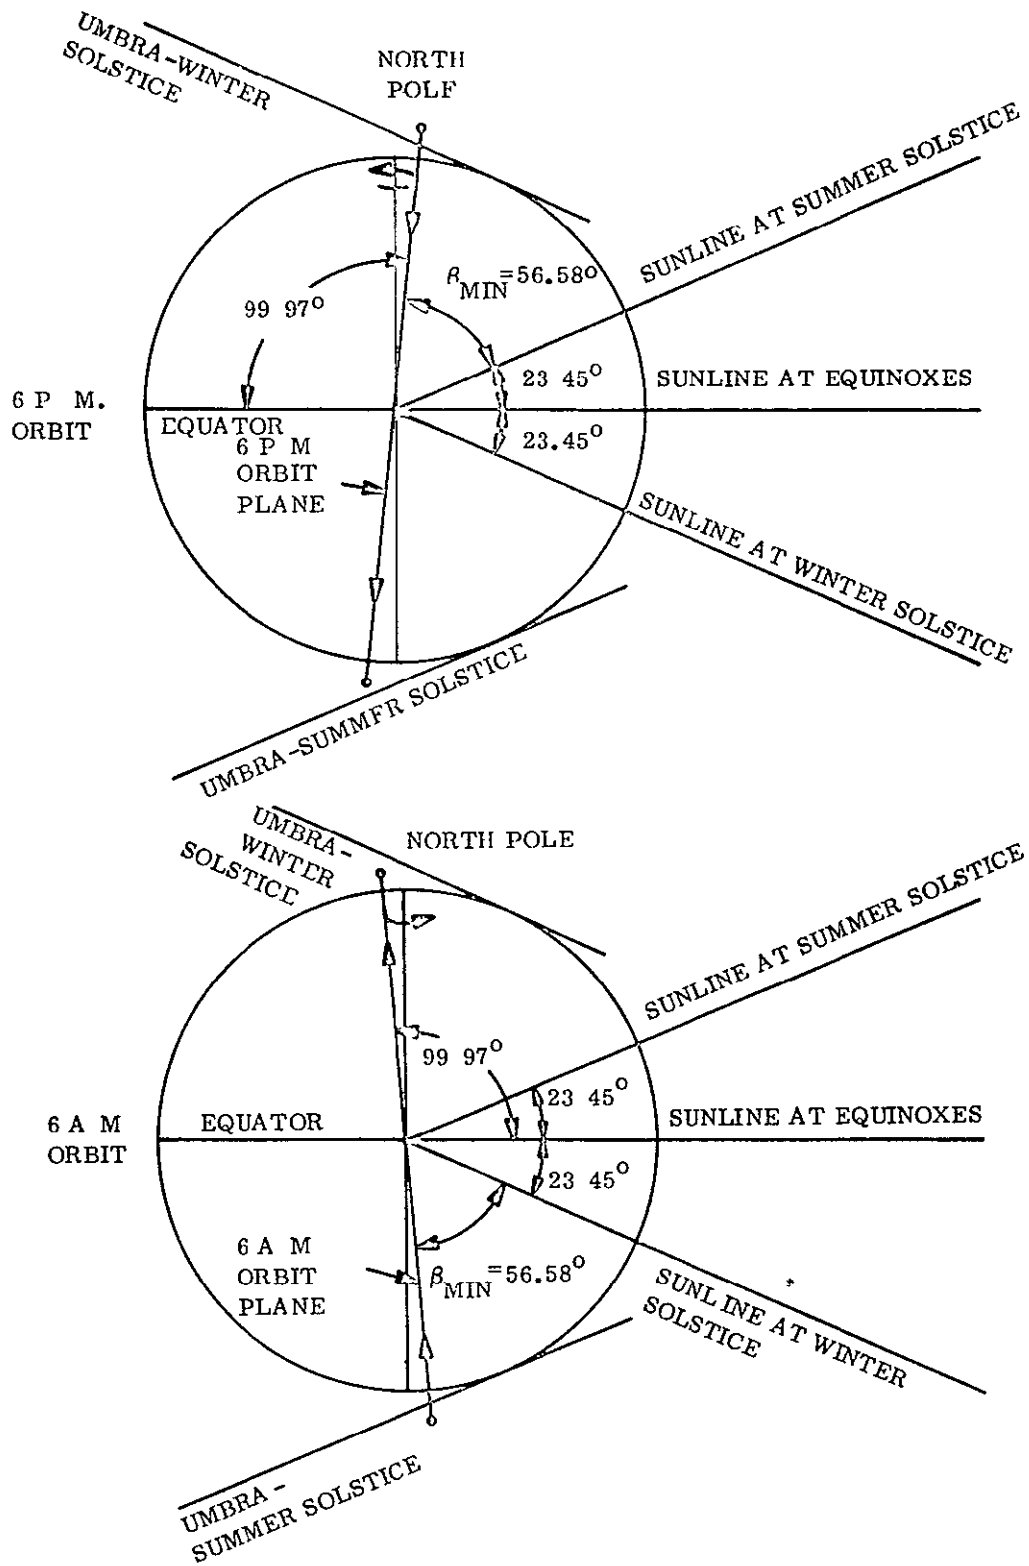 UMBRA-WINTER
SOLSTICE
NORTH
POLF
SUNLINE AT SUMMER SOLSTICE
βMIN=56.58°
99 97°
23 45°
SUNLINE AT EQUINOXES
6 P M.
ORBIT
EQUATOR
23.45°
6 P M
ORBIT
PLANE
SUNLINE AT WINTER SOLSTICE
UMBRA-SUMMFR SOLSTICE
UMBRA-
WINTER
SOLSTICE
NORTH POLE
SUNLINE AT SUMMER SOLSTICE
99 97°
23 45°
6 A M
ORBIT
EQUATOR
SUNLINE AT EQUINOXES
23 45°
6 A M
ORBIT
PLANE
βMIN=56.58°
SUNLINE AT WINTER
SOLSTICE
UMBRA-
SUMMER SOLSTICE